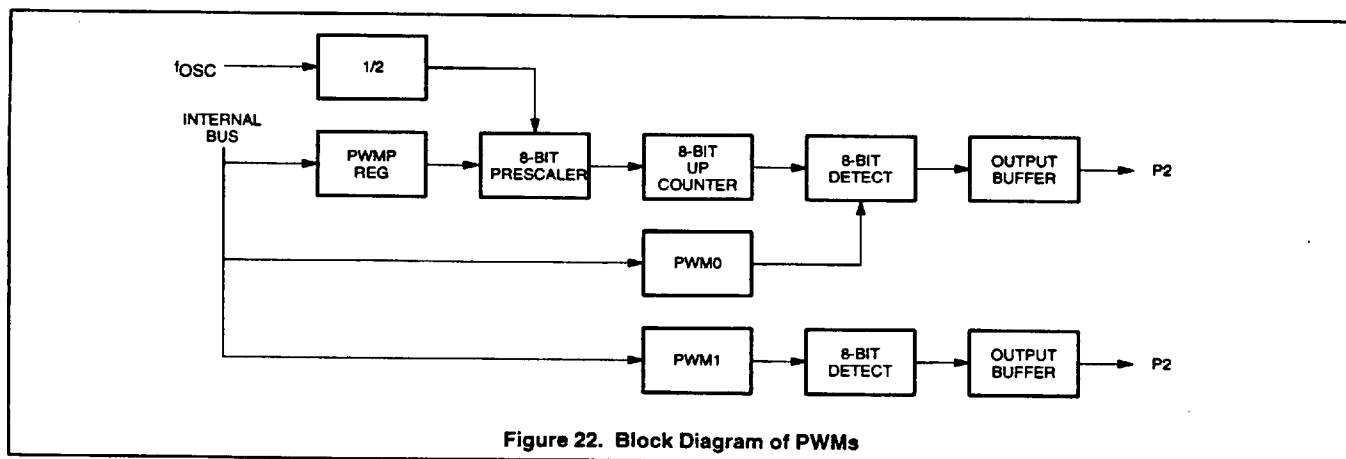 fOSC
1/2
INTERNAL
BUS
PWMP
REG
8-BIT
PRESCALER
8-BIT
UP
COUNTER
8-BIT
DETECT
OUTPUT
BUFFER
P2
PWM0
PWM1
8-BIT
DETECT
OUTPUT
BUFFER
P2
Figure 22. Block Diagram of PWMs